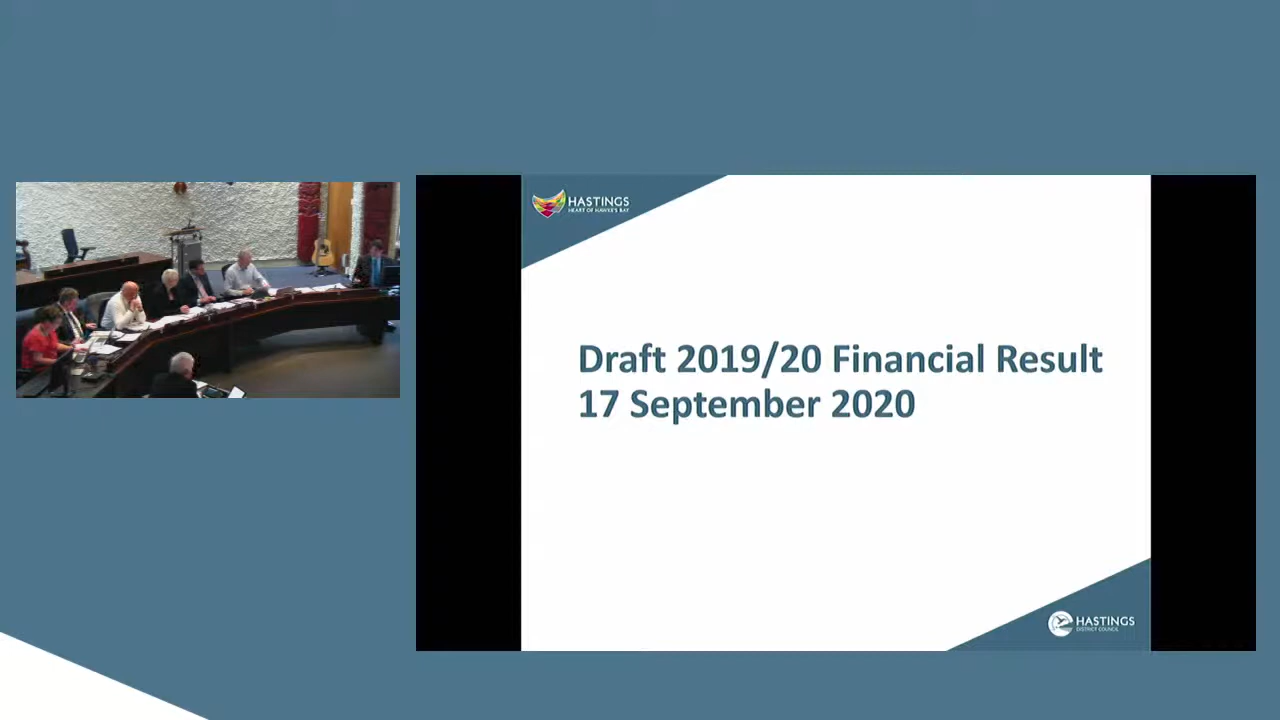 HASTINGS
HEART OF HAWKE'S BAY
Draft 2019/20 Financial Result
17 September 2020
HASTINGS
DISTRICT COUNCIL